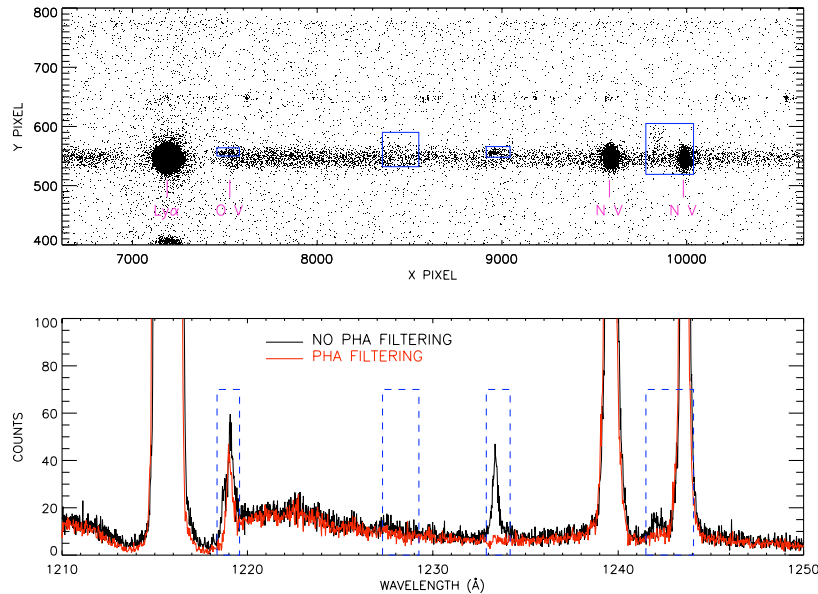 800
700
600
500
400
Y PIXEL
Lyα O V N V N V
7000 8000 9000 10000
X PIXEL
100
80
60
40
20
0
COUNTS
NO PHA FILTERING
PHA FILTERING
1210 1220 1230 1240 1250
WAVELENGTH (Å)